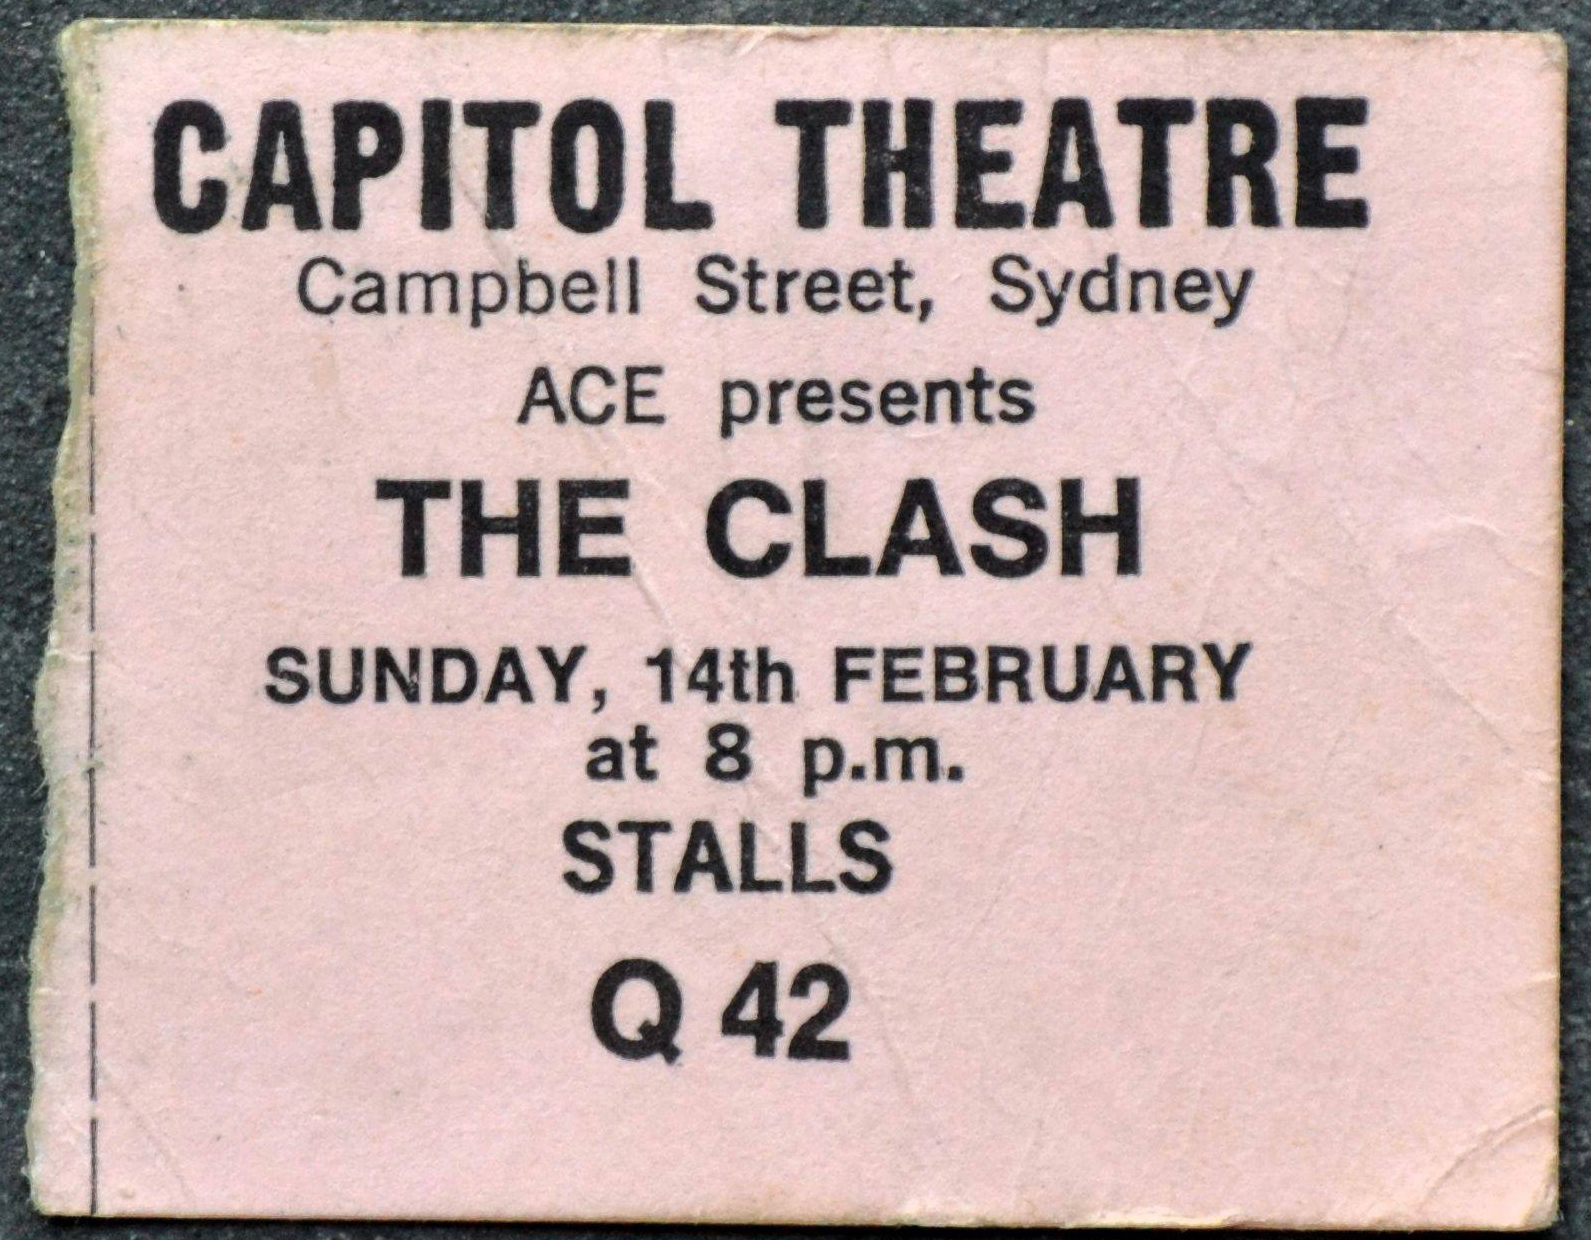 CAPITOL THEATRE
Campbell Street, Sydney
ACE presents
THE CLASH
SUNDAY, 14th FEBRUARY
at 8 p.m.
STALLS
Q 42